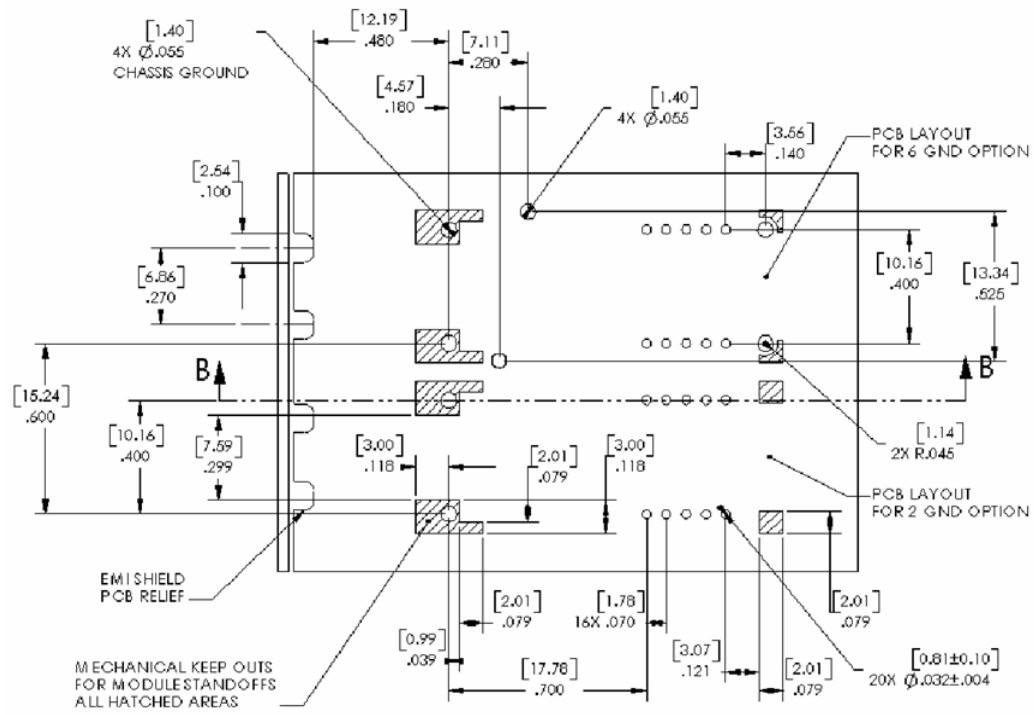 [12.19]
.480
[1.40]
4X Ø.055
CHASSIS GROUND
[7.11]
.280
[4.57]
.180
[1.40]
4X Ø.055
[3.56]
.140
PCB LAYOUT
FOR 6 GND OPTION
[2.54]
.100
[6.86]
.270
[10.16]
.400
[13.34]
.525
B
B
[15.24]
.600
[10.16]
.400
[7.59]
.299
[3.00]
.118
[2.01]
.079
[3.00]
.118
[1.14]
2X R.045
PCB LAYOUT
FOR 2 GND OPTION
EMI SHIELD
PCB RELIEF
[2.01]
.079
[1.78]
16X .070
[2.01]
.079
[0.99]
.039
[3.07]
.121
MECHANICAL KEEP OUTS
FOR MODULE STANDOFFS
ALL HATCHED AREAS
[17.78]
.700
[2.01]
.079
[0.81±0.10]
20X Ø.032±.004